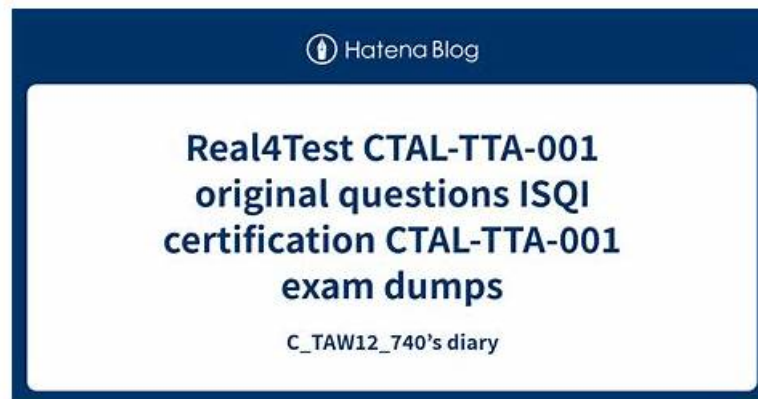 Hatena Blog
Real4Test CTAL-TTA-001
original questions ISQI
certification CTAL-TTA-001
exam dumps
C_TAW12_740’s diary